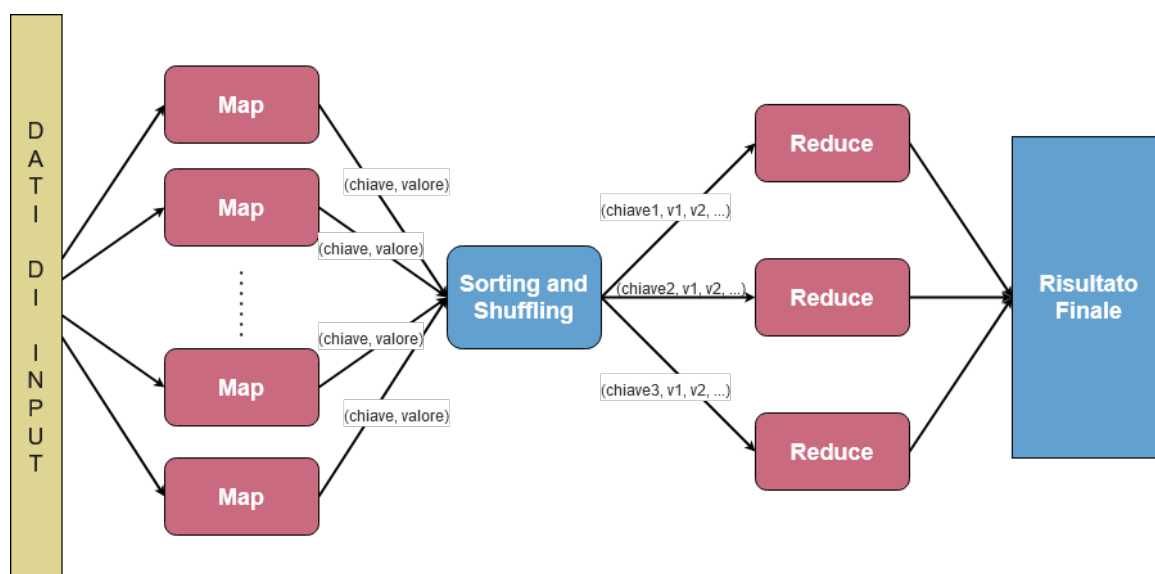 DATI DI INPUT
Map
(chiave, valore)
Map
(chiave, valore)
Map
(chiave, valore)
Map
(chiave, valore)
Sorting and
Shuffling
(chiave1, v1, v2, ...)
(chiave2, v1, v2, ...)
(chiave3, v1, v2, ...)
Reduce
Reduce
Reduce
Risultato
Finale